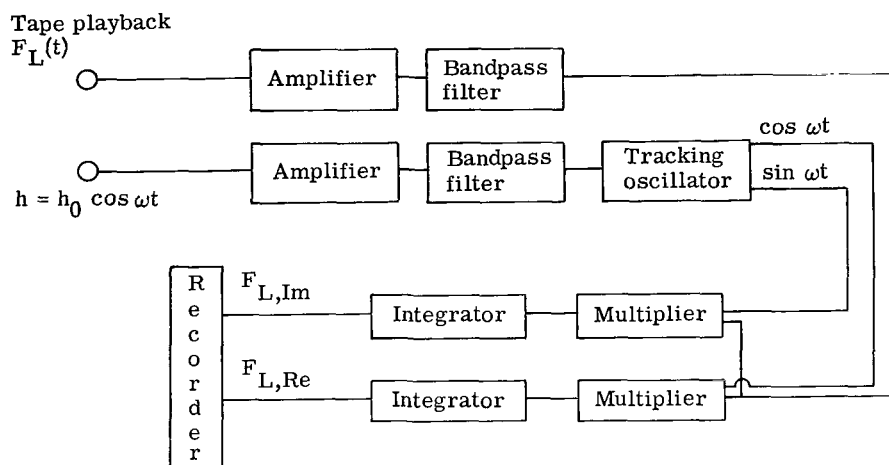 Tape playback
F_L(t)
Amplifier
Bandpass
filter
cos ωt
Amplifier
Bandpass
filter
Tracking
oscillator
sin ωt
h = h_0 cos ωt
Recorder
F_L,Im
Integrator
Multiplier
F_L,Re
Integrator
Multiplier